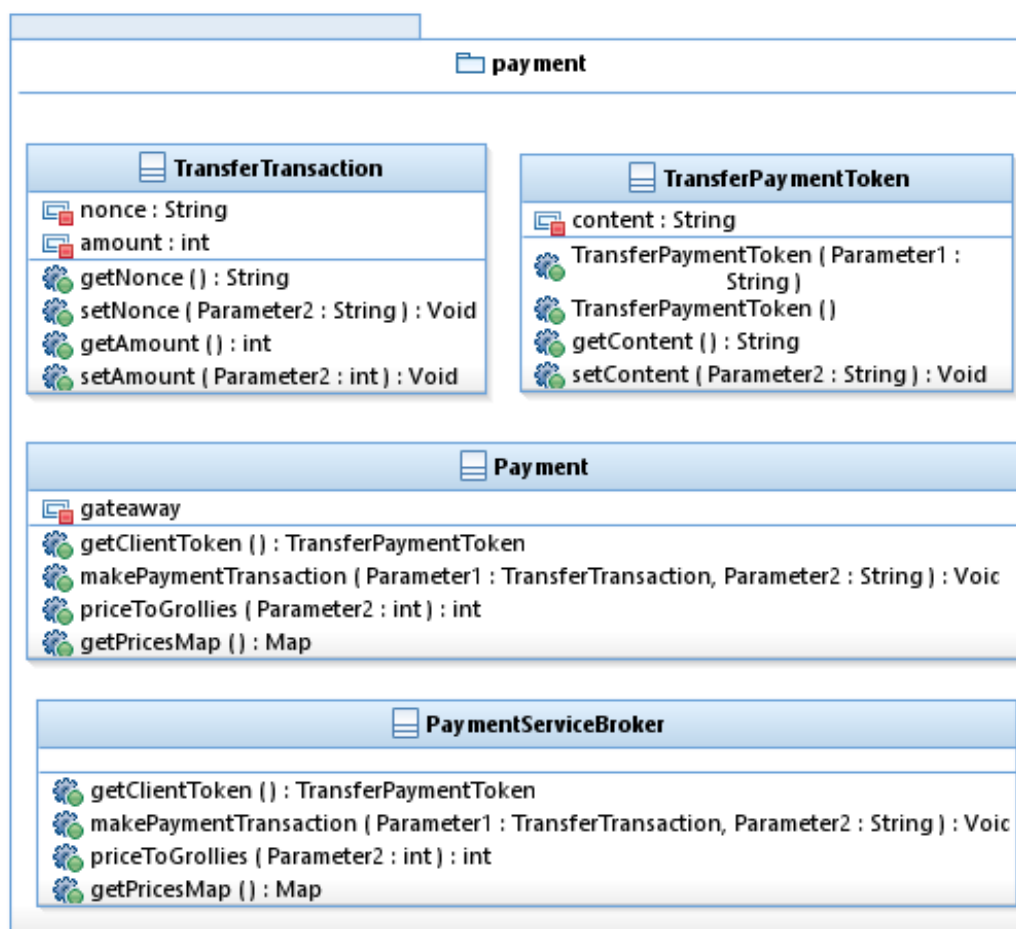 payment
TransferTransaction
nonce : String
amount : int
getNonce () : String
setNonce ( Parameter2 : String ) : Void
getAmount () : int
setAmount ( Parameter2 : int ) : Void
TransferPaymentToken
content : String
TransferPaymentToken ( Parameter1 :
String )
TransferPaymentToken ()
getContent () : String
setContent ( Parameter2 : String ) : Void
Payment
gateaway
getClientToken () : TransferPaymentToken
makePaymentTransaction ( Parameter1 : TransferTransaction, Parameter2 : String ) : Void
priceToGrollies ( Parameter2 : int ) : int
getPricesMap () : Map
PaymentServiceBroker
getClientToken () : TransferPaymentToken
makePaymentTransaction ( Parameter1 : TransferTransaction, Parameter2 : String ) : Void
priceToGrollies ( Parameter2 : int ) : int
getPricesMap () : Map